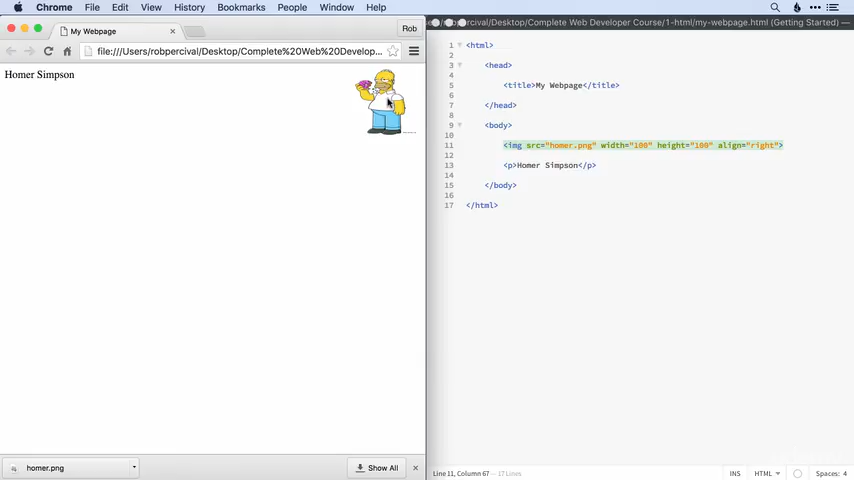 Chrome File Edit View History Bookmarks People Window Help
My Webpage
Rob
file:///Users/robpercival/Desktop/Complete%20Web%20Develop...
Homer Simpson
homer.png
Show All
/Users/robpercival/Desktop/Complete Web Developer Course/1-html/my-webpage.html (Getting Started) —
1 <html>
2
3 <head>
4
5 <title>My Webpage</title>
6
7 </head>
8
9 <body>
10
11 <img src="homer.png" width="100" height="100" align="right">
12
13 <p>Homer Simpson</p>
14
15 </body>
16
17 </html>
Line 11, Column 67 — 17 Lines
INS HTML Spaces: 4